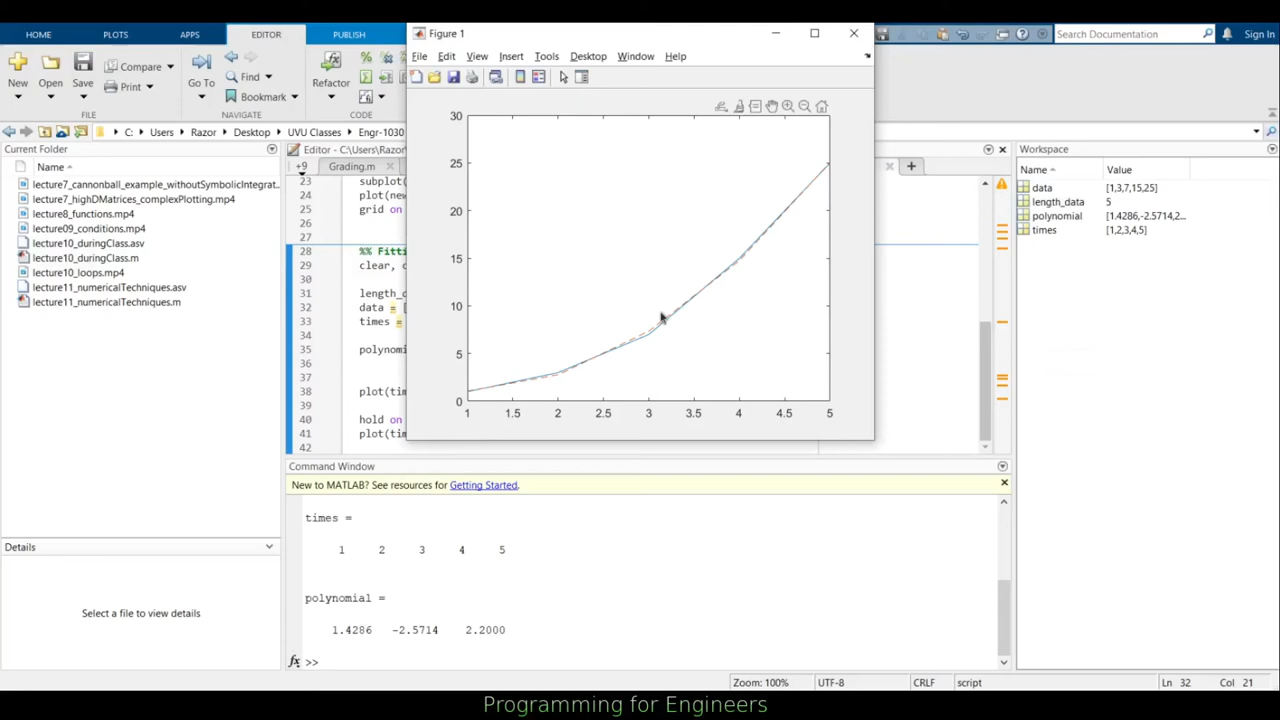 HOME
PLOTS
APPS
EDITOR
PUBLISH
Figure 1
Search Documentation
Sign In
File Edit View Insert Tools Desktop Window Help
New
Open
Save
Compare
Print
Go To
Find
Bookmark
Refactor
FILE
NAVIGATE
CODE
C: Users Razor Desktop UVU Classes Engr-1030
Current Folder
Name
lecture7_cannonball_example_withoutSymbolicIntegrat...
lecture7_highDMatrices_complexPlotting.mp4
lecture8_functions.mp4
lecture09_conditions.mp4
lecture10_duringClass.asv
lecture10_duringClass.m
lecture10_loops.mp4
lecture11_numericalTechniques.asv
lecture11_numericalTechniques.m
Details
Select a file to view details
Editor - C:\Users\Razor
+9 Grading.m
23 subplot(
24 plot(new
25 grid on
26
27
28 %% Fitti
29 clear, c
30
31 length_d
32 data = [
33 times =
34
35 polynomi
36
37
38 plot(tim
39
40 hold on
41 plot(tim
42
30
25
20
15
10
5
0
1 1.5 2 2.5 3 3.5 4 4.5 5
Workspace
Name Value
data [1,3,7,15,25]
length_data 5
polynomial [1.4286,-2.5714,2...
times [1,2,3,4,5]
Command Window
New to MATLAB? See resources for Getting Started.
times =
1 2 3 4 5
polynomial =
1.4286 -2.5714 2.2000
fx >>
Zoom: 100% UTF-8 CRLF script Ln 32 Col 21
Programming for Engineers